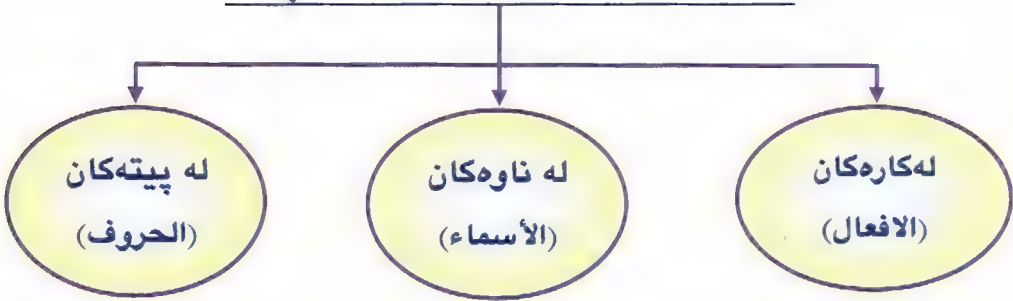 لەکارەکان
(الافعال)
لە ناوەکان
(الأسماء)
لە پیتەکان
(الحروف)